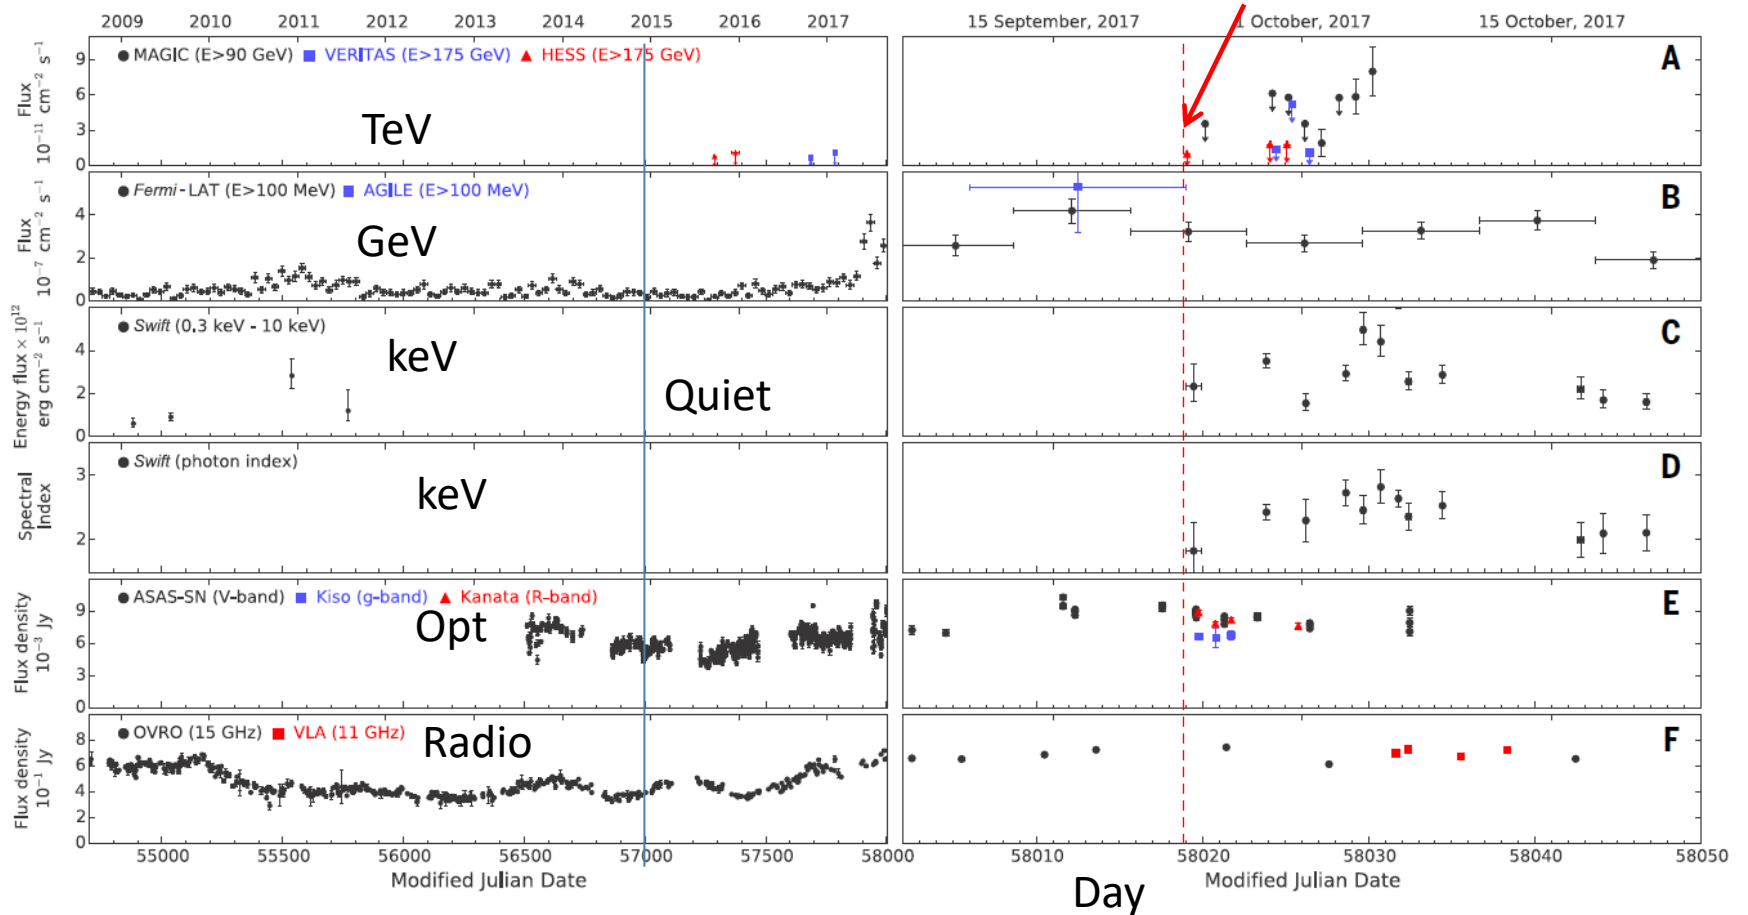 2009 2010 2011 2012 2013 2014 2015 2016 2017
15 September, 2017 1 October, 2017 15 October, 2017
Flux
10⁻¹¹ cm⁻² s⁻¹
9
6
3
0
MAGIC (E>90 GeV) VERITAS (E>175 GeV) HESS (E>175 GeV)
TeV
A
Flux
10⁻⁷ cm⁻² s⁻¹
4
2
0
Fermi-LAT (E>100 MeV) AGILE (E>100 MeV)
GeV
B
Energy flux × 10¹²
erg cm⁻² s⁻¹
4
2
0
Swift (0.3 keV - 10 keV)
keV
Quiet
C
Spectral
Index
3
2
Swift (photon index)
keV
D
Flux density
10⁻³ Jy
9
6
3
0
ASAS-SN (V-band) Kiso (g-band) Kanata (R-band)
Opt
E
Flux density
10⁻¹ Jy
8
6
4
2
0
OVRO (15 GHz) VLA (11 GHz)
Radio
F
55000 55500 56000 56500 57000 57500 58000 58010 58020 58030 58040 58050
Modified Julian Date Modified Julian Date
Day